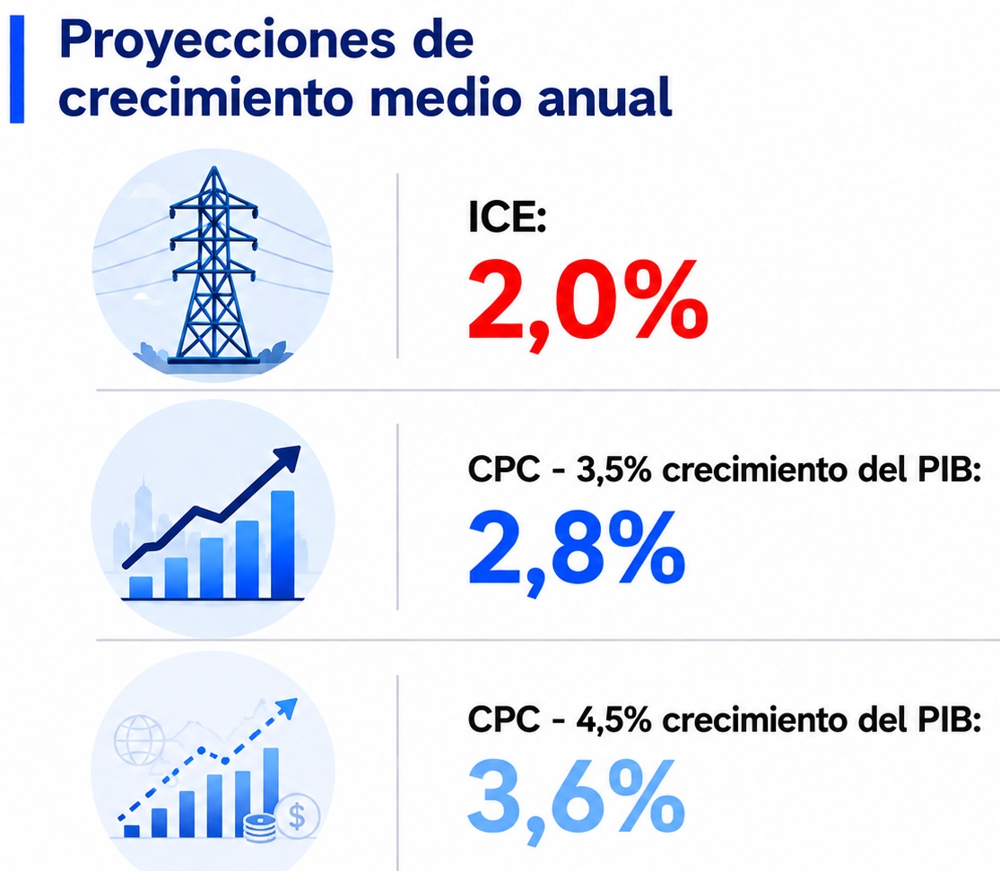 Proyecciones de
crecimiento medio anual
ICE:
2,0%
CPC - 3,5% crecimiento del PIB:
2,8%
CPC - 4,5% crecimiento del PIB:
3,6%
$